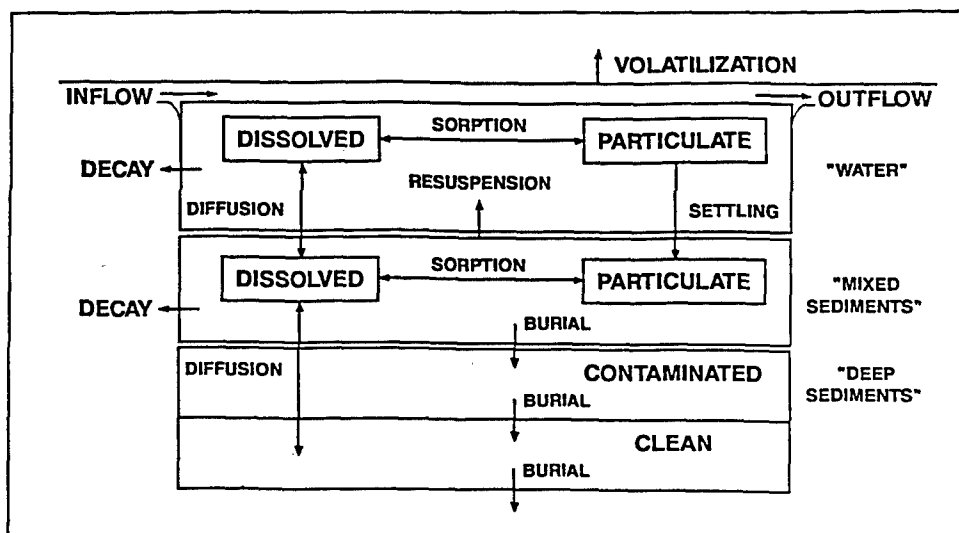 VOLATILIZATION
INFLOW
OUTFLOW
DISSOLVED
SORPTION
PARTICULATE
DECAY
RESUSPENSION
"WATER"
DIFFUSION
SETTLING
DISSOLVED
SORPTION
PARTICULATE
DECAY
"MIXED
SEDIMENTS"
BURIAL
DIFFUSION
CONTAMINATED
"DEEP
SEDIMENTS"
BURIAL
CLEAN
BURIAL